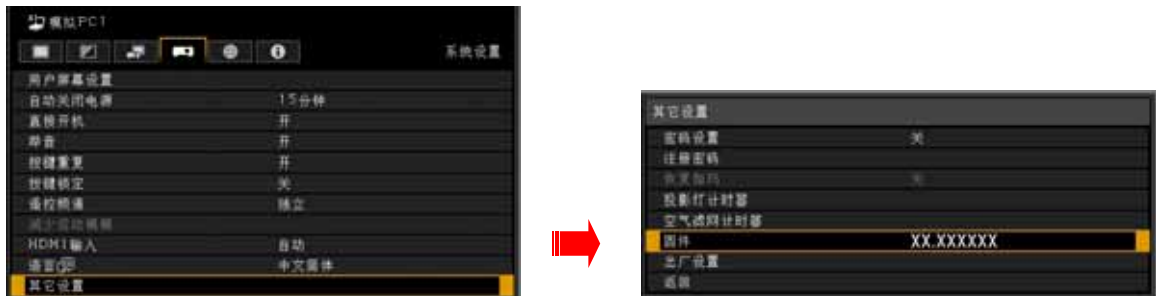 模拟PC1
系统设置
用户屏幕设置
自动关闭电源 15分钟
直接开机 开
哔音 开
按键重复 开
按键锁定 关
遥控频道 独立
HDMI输入 自动
语言 中文简体
其它设置
其它设置
密码设置 关
注册密码
投影灯计时器
空气滤网计时器
固件 XX.XXXXXX
出厂设置
返回